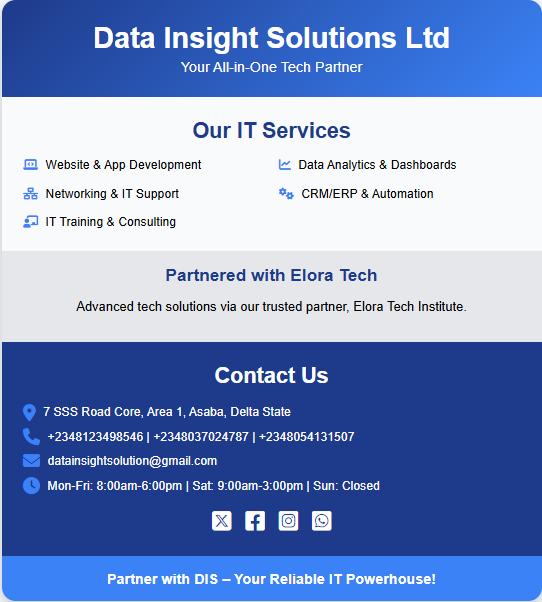 Data Insight Solutions Ltd
Your All-in-One Tech Partner
Our IT Services
Website & App Development
Data Analytics & Dashboards
Networking & IT Support
CRM/ERP & Automation
IT Training & Consulting
Partnered with Elora Tech
Advanced tech solutions via our trusted partner, Elora Tech Institute.
Contact Us
7 SSS Road Core, Area 1, Asaba, Delta State
+2348123498546 | +2348037024787 | +2348054131507
datainsightsolution@gmail.com
Mon-Fri: 8:00am-6:00pm | Sat: 9:00am-3:00pm | Sun: Closed
Partner with DIS – Your Reliable IT Powerhouse!